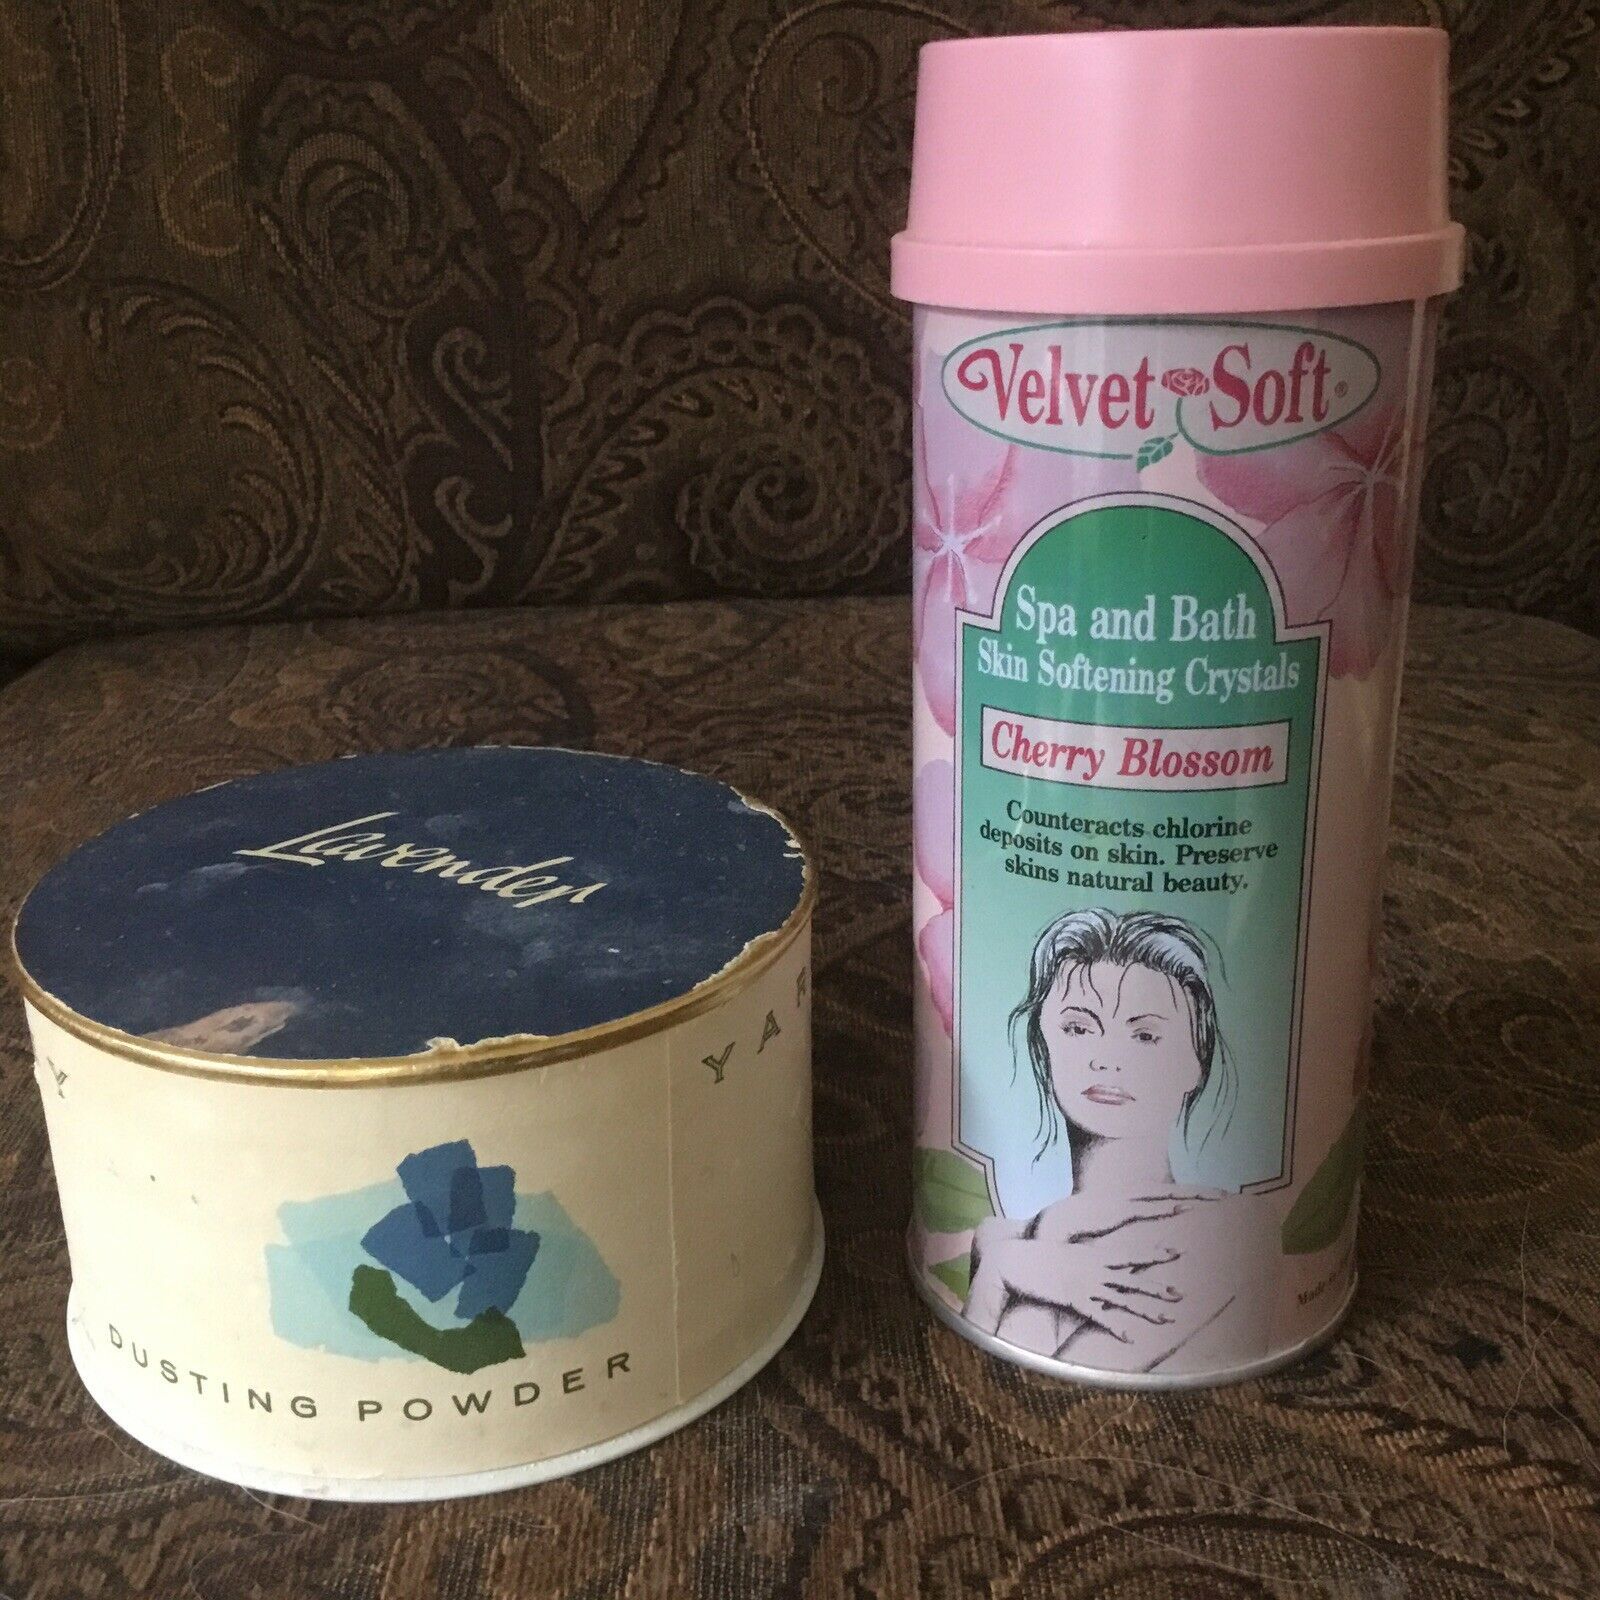 Lavender
Y
Y A R
DUSTING POWDER
Velvet Soft®
Spa and Bath
Skin Softening Crystals
Cherry Blossom
Counteracts chlorine
deposits on skin. Preserve
skins natural beauty.
Made